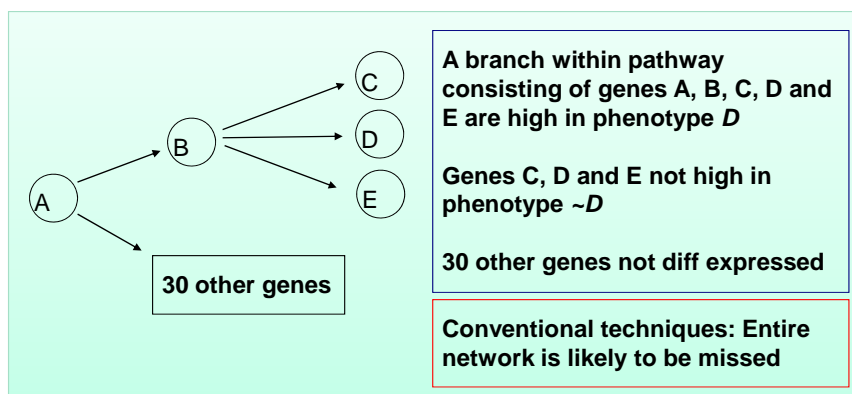 C
B
D
A
E
30 other genes
A branch within pathway
consisting of genes A, B, C, D and
E are high in phenotype D
Genes C, D and E not high in
phenotype ~D
30 other genes not diff expressed
Conventional techniques: Entire
network is likely to be missed